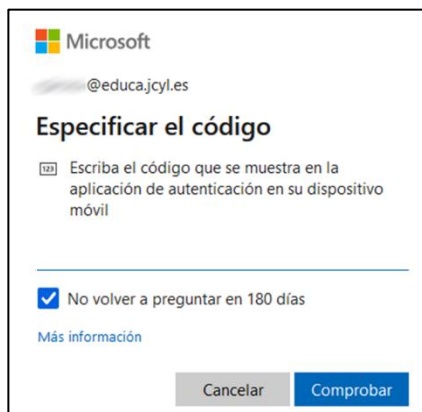 Microsoft
@educa.jcyl.es
Especificar el código
123 Escriba el código que se muestra en la
aplicación de autenticación en su dispositivo
móvil
No volver a preguntar en 180 días
Más información
Cancelar Comprobar